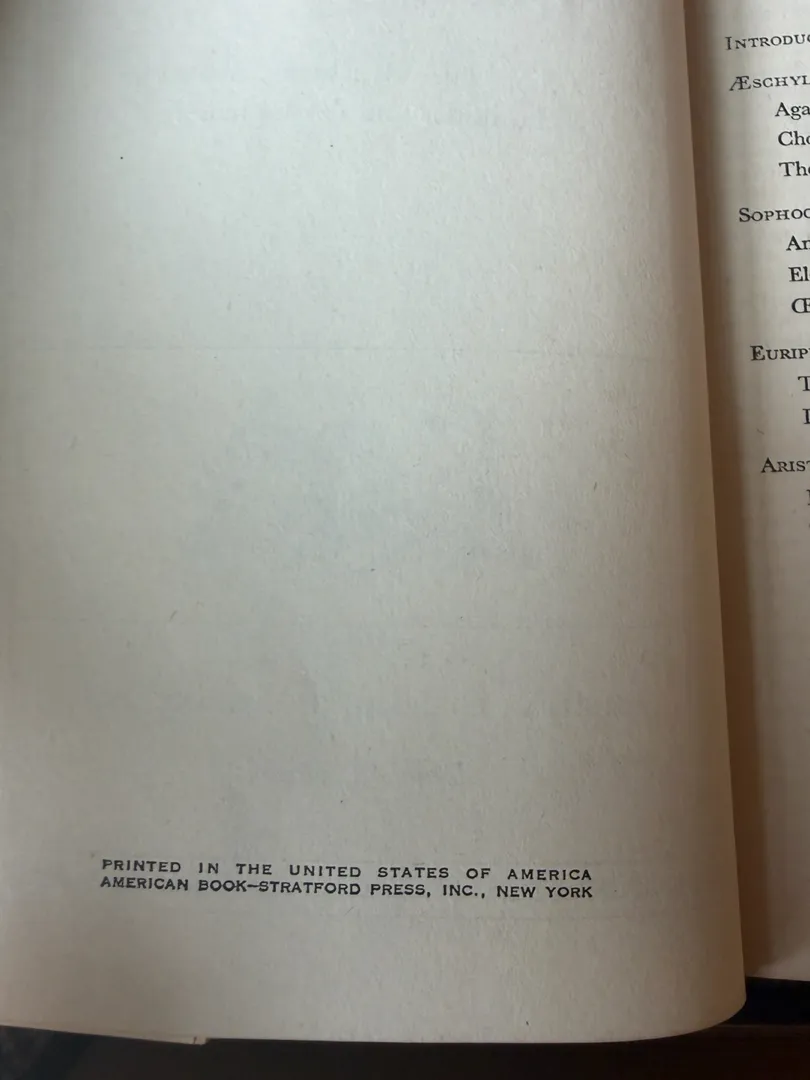 PRINTED IN THE UNITED STATES OF AMERICA
AMERICAN BOOK—STRATFORD PRESS, INC., NEW YORK
INTRODUC
ÆSCHYL
Aga
Cho
The
SOPHOC
An
El
Œ
EURIP
T
ARIST